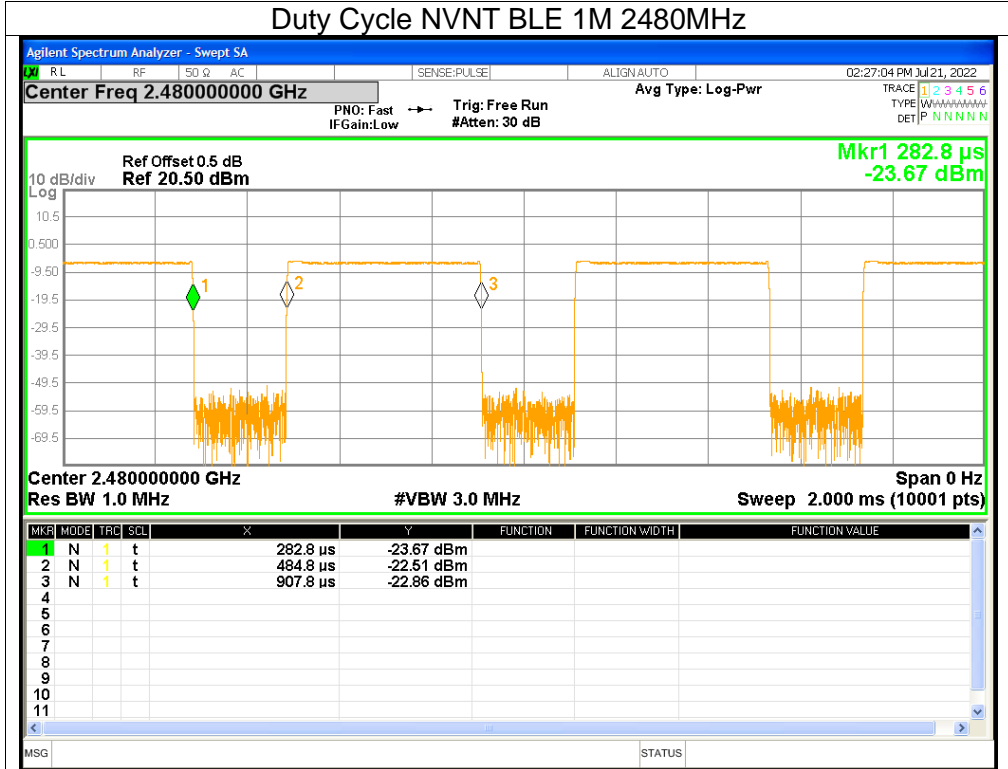 Duty Cycle NVNT BLE 1M 2480MHz
Agilent Spectrum Analyzer - Swept SA
LXI RL RF 50 Ω AC SENSE:PULSE ALIGN AUTO 02:27:04 PM Jul 21, 2022
Center Freq 2.480000000 GHz Avg Type: Log-Pwr TRACE 1 2 3 4 5 6
PNO: Fast Trig: Free Run TYPE WWWWWW
IFGain:Low #Atten: 30 dB DET P N N N N N
Mkr1 282.8 µs
Ref Offset 0.5 dB
10 dB/div Ref 20.50 dBm -23.67 dBm
Log
10.5
0.500
-9.50
1 2 3
-19.5
-29.5
-39.5
-49.5
-59.5
-69.5
Center 2.480000000 GHz Span 0 Hz
Res BW 1.0 MHz #VBW 3.0 MHz Sweep 2.000 ms (10001 pts)
MKR MODE TRC SCL X Y FUNCTION FUNCTION WIDTH FUNCTION VALUE
1 N 1 t 282.8 µs -23.67 dBm
2 N 1 t 484.8 µs -22.51 dBm
3 N 1 t 907.8 µs -22.86 dBm
4
5
6
7
8
9
10
11
MSG STATUS